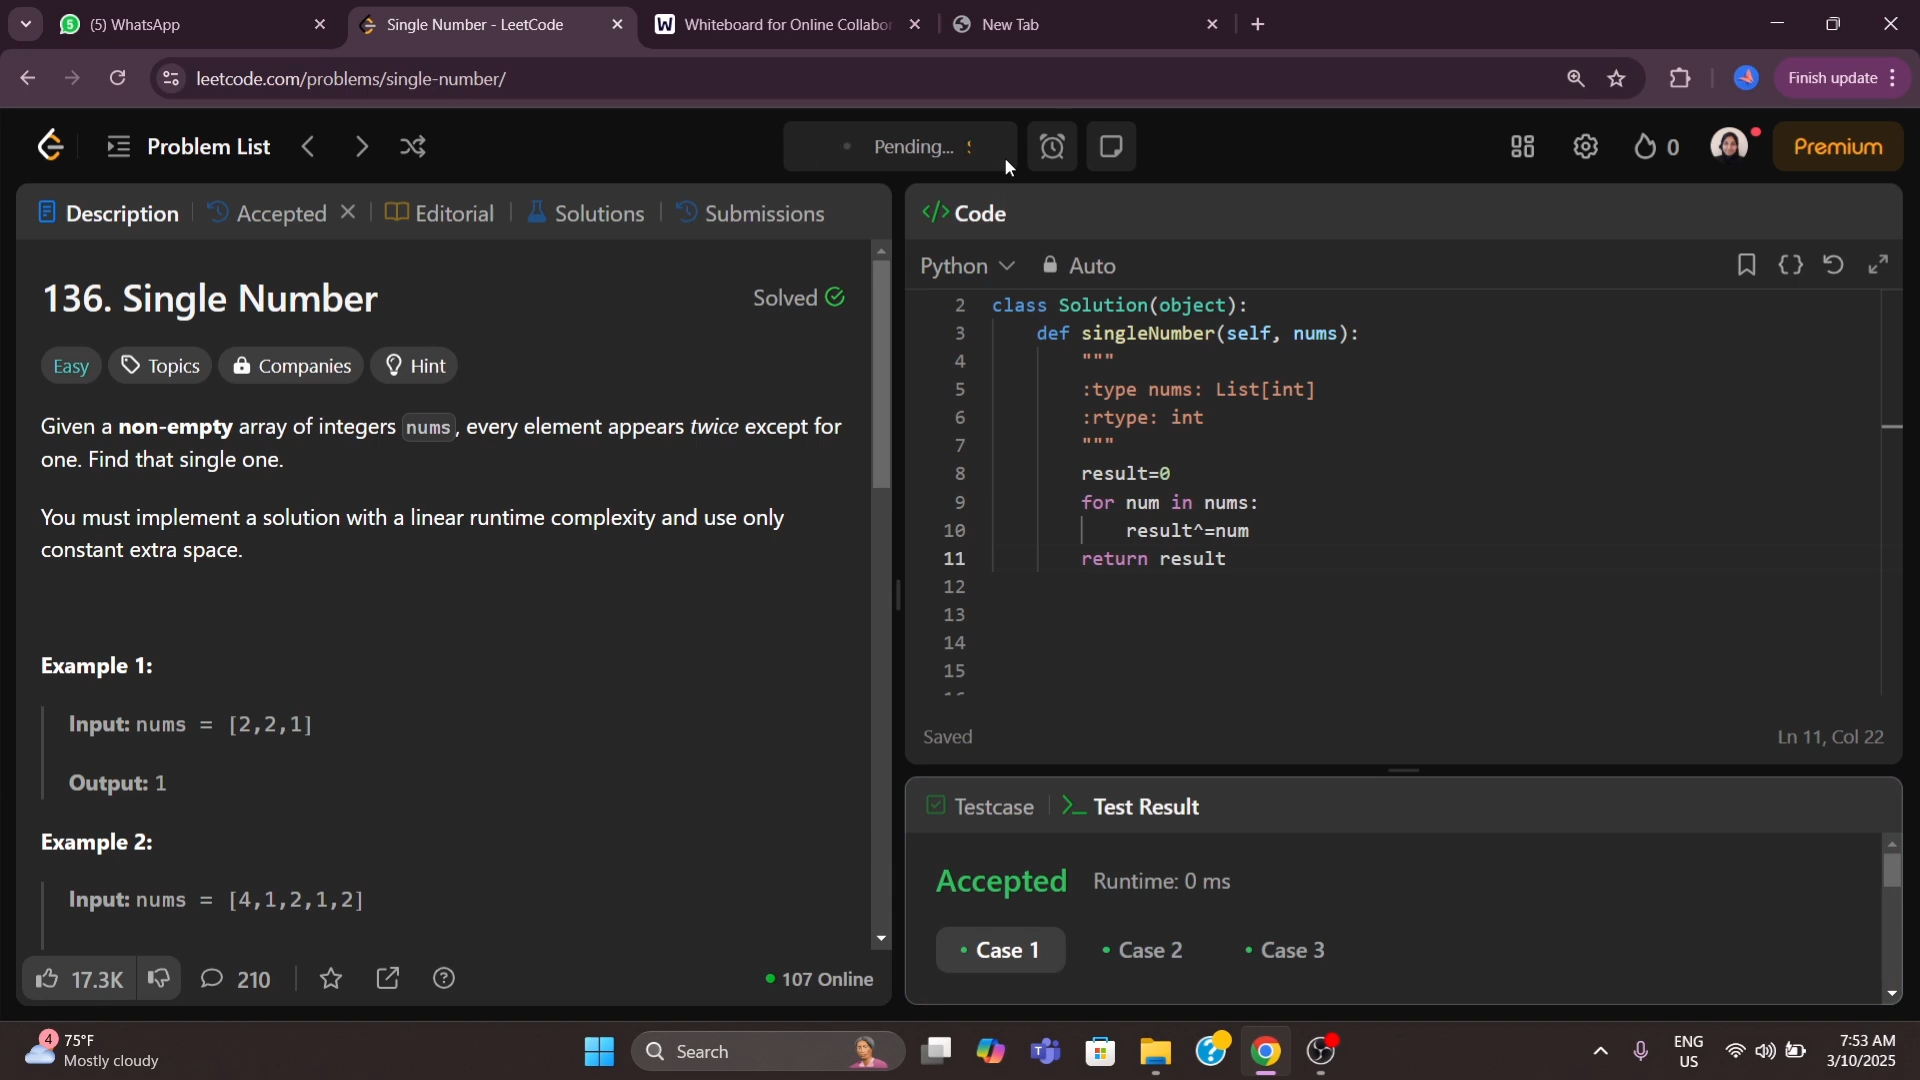 (5) WhatsApp
Single Number - LeetCode
Whiteboard for Online Collabor
New Tab
leetcode.com/problems/single-number/
Finish update
Problem List
Pending...
0
Premium
Description
Accepted
Editorial
Solutions
Submissions
136. Single Number
Solved
Easy
Topics
Companies
Hint
Given a non-empty array of integers nums, every element appears twice except for
one. Find that single one.
You must implement a solution with a linear runtime complexity and use only
constant extra space.
Example 1:
Input: nums = [2,2,1]
Output: 1
Example 2:
Input: nums = [4,1,2,1,2]
17.3K
210
107 Online
</> Code
Python
Auto
2 class Solution(object):
3 def singleNumber(self, nums):
4 """
5 :type nums: List[int]
6 :rtype: int
7 """
8 result=0
9 for num in nums:
10 result^=num
11 return result
12
13
14
15
Saved
Ln 11, Col 22
Testcase
Test Result
Accepted
Runtime: 0 ms
Case 1
Case 2
Case 3
4
75°F
Mostly cloudy
Search
ENG
US
7:53 AM
3/10/2025